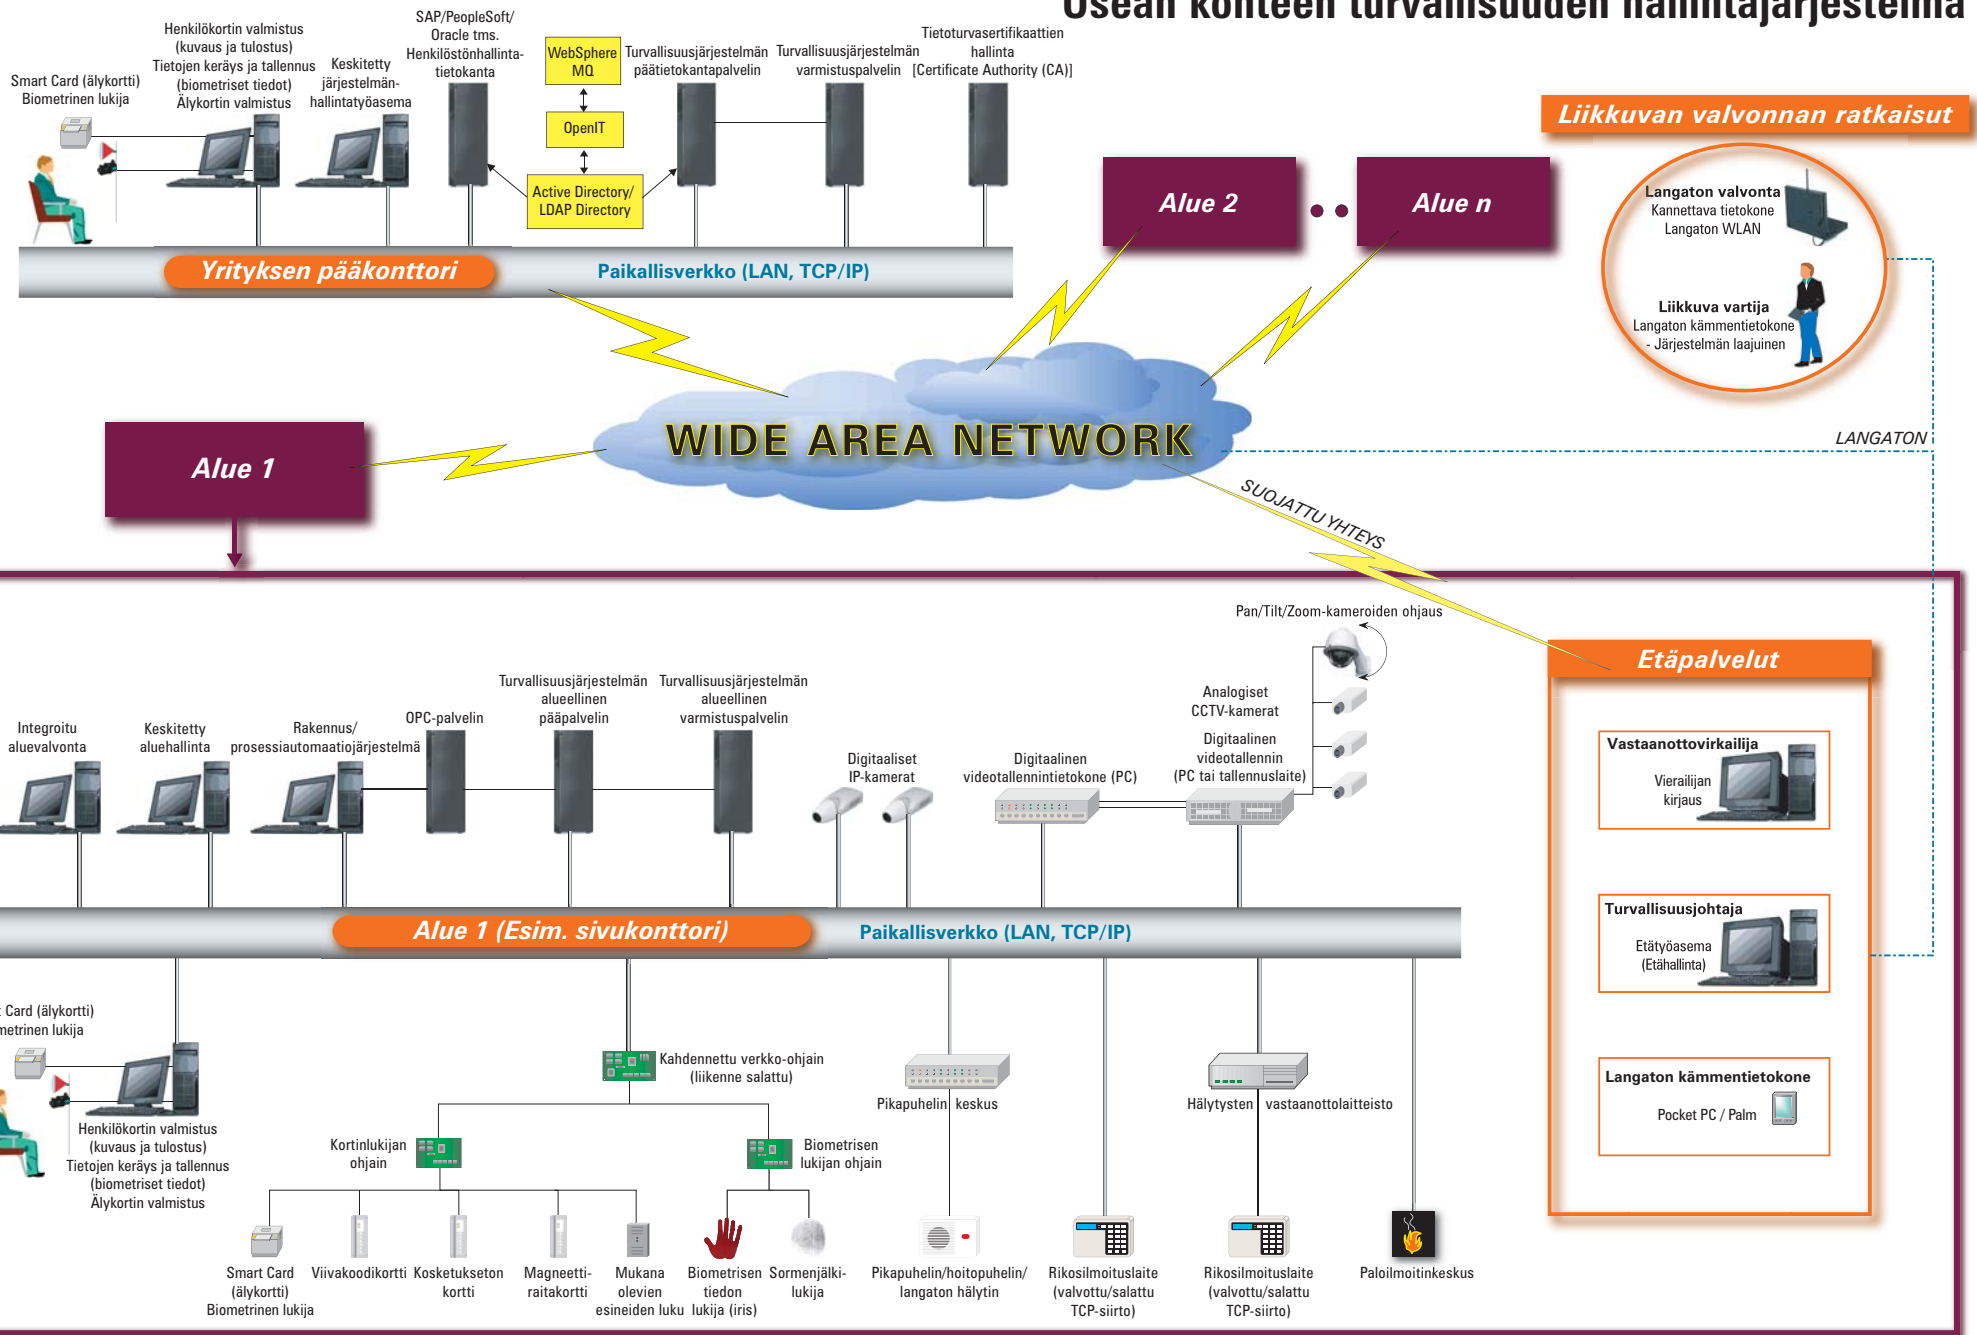 Usean kohteen turvallisuuden hallintajärjestelmä
Smart Card (älykortti)
Biometrinen lukija
Henkilökortin valmistus
(kuvaus ja tulostus)
Tietojen keräys ja tallennus
(biometriset tiedot)
Älykortin valmistus
Keskitetty
järjestelmän-
hallintatyöasema
SAP/PeopleSoft/
Oracle tms.
Henkilöstönhallinta-
tietokanta
WebSphere
MQ
OpenIT
Active Directory/
LDAP Directory
Turvallisuusjärjestelmän
päätietokantapalvelin
Turvallisuusjärjestelmän
varmistuspalvelin
Tietoturvasertifikaattien
hallinta
[Certificate Authority (CA)]
Yrityksen pääkonttori
Paikallisverkko (LAN, TCP/IP)
Alue 2
Alue n
Liikkuvan valvonnan ratkaisut
Langaton valvonta
Kannettava tietokone
Langaton WLAN
Liikkuva vartija
Langaton kämmentietokone
- Järjestelmän laajuinen
WIDE AREA NETWORK
Alue 1
LANGATON
SUOJATTU YHTEYS
Integroitu
aluevalvonta
Keskitetty
aluehallinta
Rakennus/
prosessiautomaatiojärjestelmä
OPC-palvelin
Turvallisuusjärjestelmän
alueellinen
pääpalvelin
Turvallisuusjärjestelmän
alueellinen
varmistuspalvelin
Digitaaliset
IP-kamerat
Digitaalinen
videotallennintietokone (PC)
Pan/Tilt/Zoom-kameroiden ohjaus
Analogiset
CCTV-kamerat
Digitaalinen
videotallennin
(PC tai tallennuslaite)
Etäpalvelut
Vastaanottovirkailija
Vierailijan
kirjaus
Turvallisuusjohtaja
Etätyöasema
(Etähallinta)
Langaton kämmentietokone
Pocket PC / Palm
Alue 1 (Esim. sivukonttori)
Paikallisverkko (LAN, TCP/IP)
t Card (älykortti)
metrinen lukija
Henkilökortin valmistus
(kuvaus ja tulostus)
Tietojen keräys ja tallennus
(biometriset tiedot)
Älykortin valmistus
Kahdennettu verkko-ohjain
(liikenne salattu)
Kortinlukijan
ohjain
Biometrisen
lukijan ohjain
Pikapuhelin keskus
Hälytysten vastaanottolaitteisto
Smart Card
(älykortti)
Biometrinen lukija
Viivakoodikortti
Kosketukseton
kortti
Magneetti-
raitakortti
Mukana
olevien
esineiden luku
Biometrisen
tiedon
lukija (iris)
Sormenjälki-
lukija
Pikapuhelin/hoitopuhelin/
langaton hälytin
Rikosilmoituslaite
(valvottu/salattu
TCP-siirto)
Rikosilmoituslaite
(valvottu/salattu
TCP-siirto)
Paloilmoitinkeskus